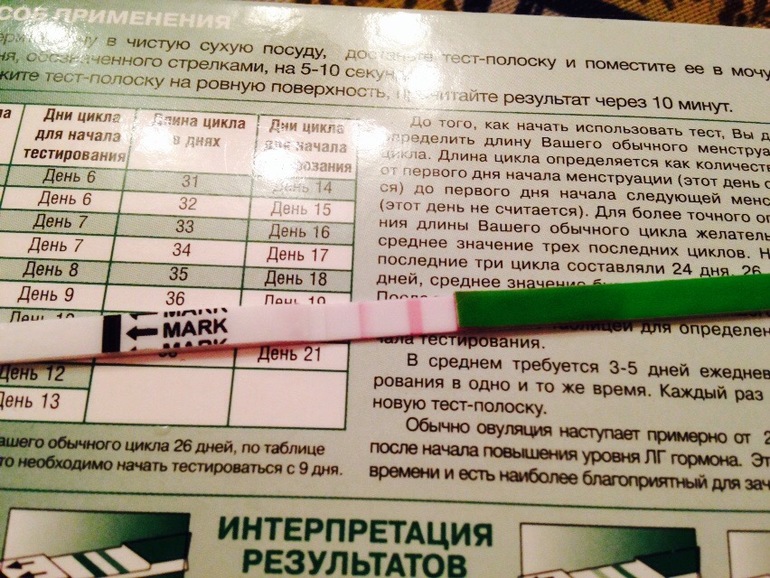 СОБ ПРИМЕНЕНИЯ
в чистую сухую посуду, тест-полоску и поместите ее в мочу
обозначенного стрелками, на 5-10
тест-полоску на ровную поверхность, результат через 10 минут.
Дни цикла для начала тестирования
Длина цикла в днях
Дни цикла для начала
День 6 31 День 14
День 6 32 День 15
День 7 33 День 16
День 7 34 День 17
День 8 35 День 18
День 9 36 День 19
День 21
День 12
День 13
MARK
MARK
MARK
До того, как начать использовать тест, Вы д
определить длину Вашего обычного менстру
цикла. Длина цикла определяется как количеств
от первого дня начала менструации (этот день с
ся) до первого дня начала следующей менс
(этот день не считается). Для более точного оп
ния длины Вашего обычного цикла желатель
среднее значение трех последних циклов. Н
последние три цикла составляли 24 дня, 26
дней, среднее значение
для определен
тестирования.
В среднем требуется 3-5 дней ежеднев
рования в одно и то же время. Каждый раз
новую тест-полоску.
Обычно овуляция наступает примерно от 2
после начала повышения уровня ЛГ гормона. Эт
времени и есть наиболее благоприятный для зач
ашего обычного цикла 26 дней, по таблице
то необходимо начать тестироваться с 9 дня.
ИНТЕРПРЕТАЦИЯ
РЕЗУЛЬТАТОВ